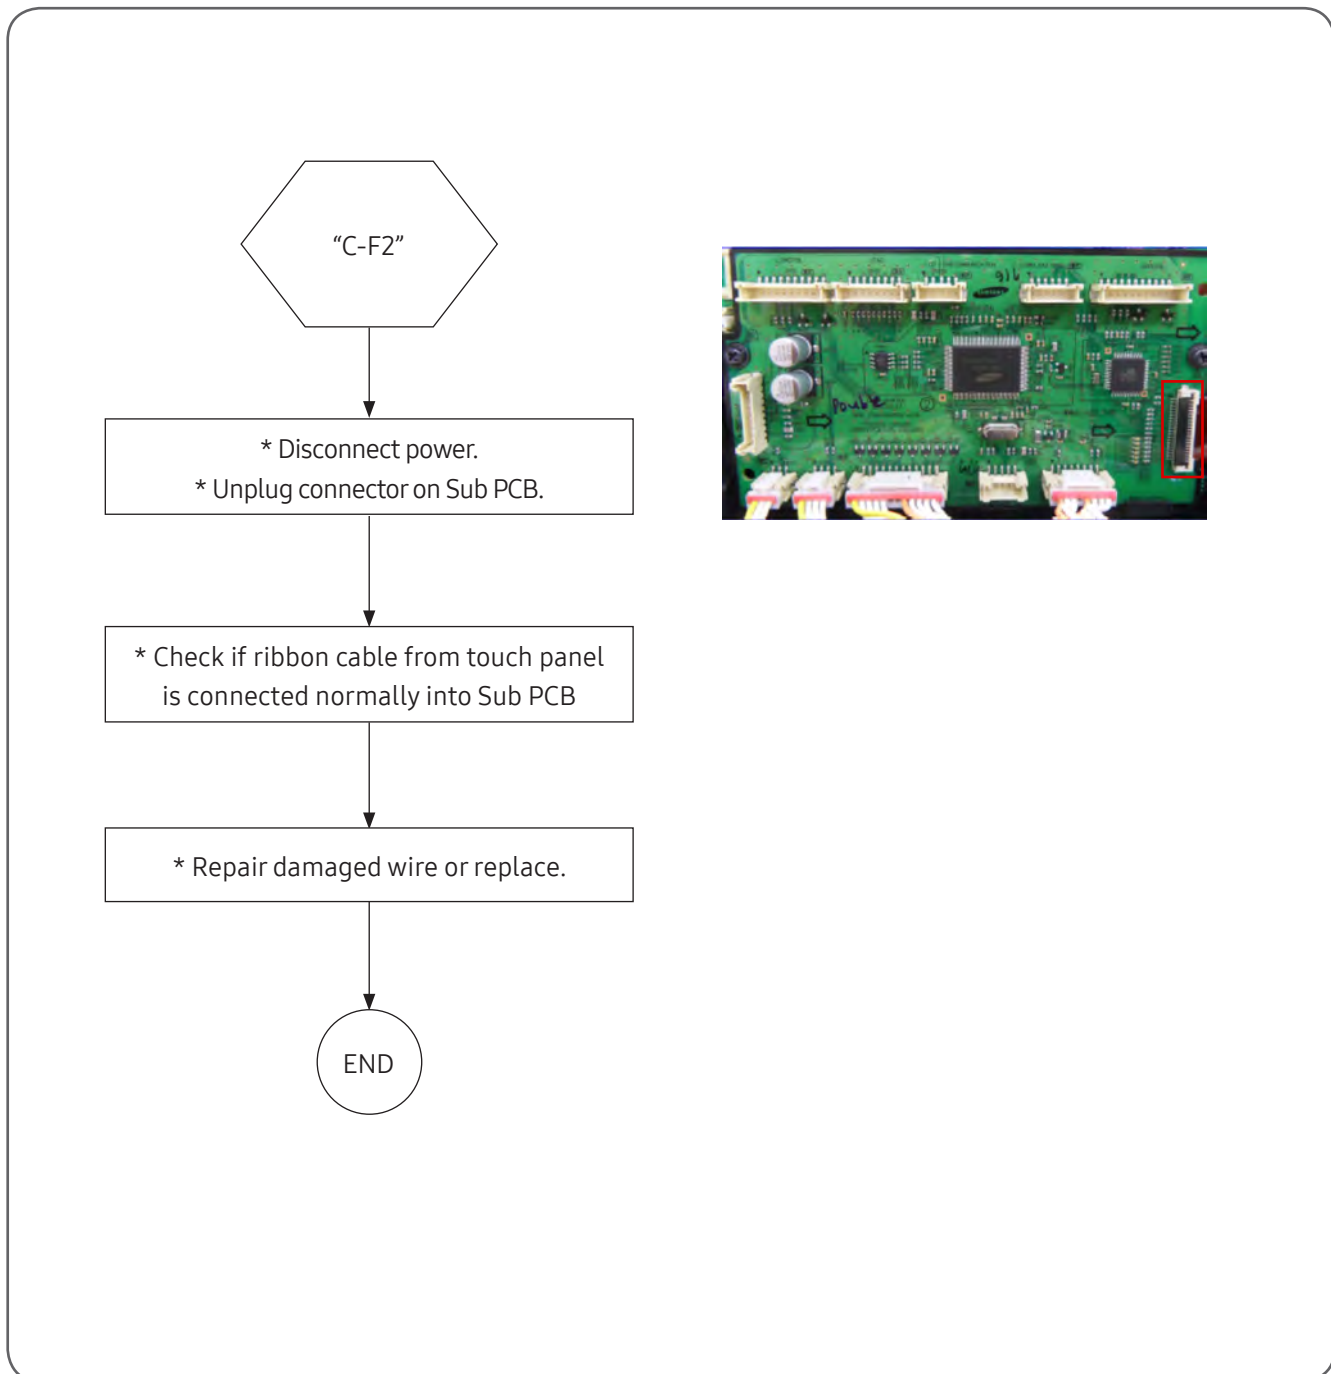 “C-F2”
* Disconnect power.
* Unplug connector on Sub PCB.
* Check if ribbon cable from touch panel
is connected normally into Sub PCB
* Repair damaged wire or replace.
END